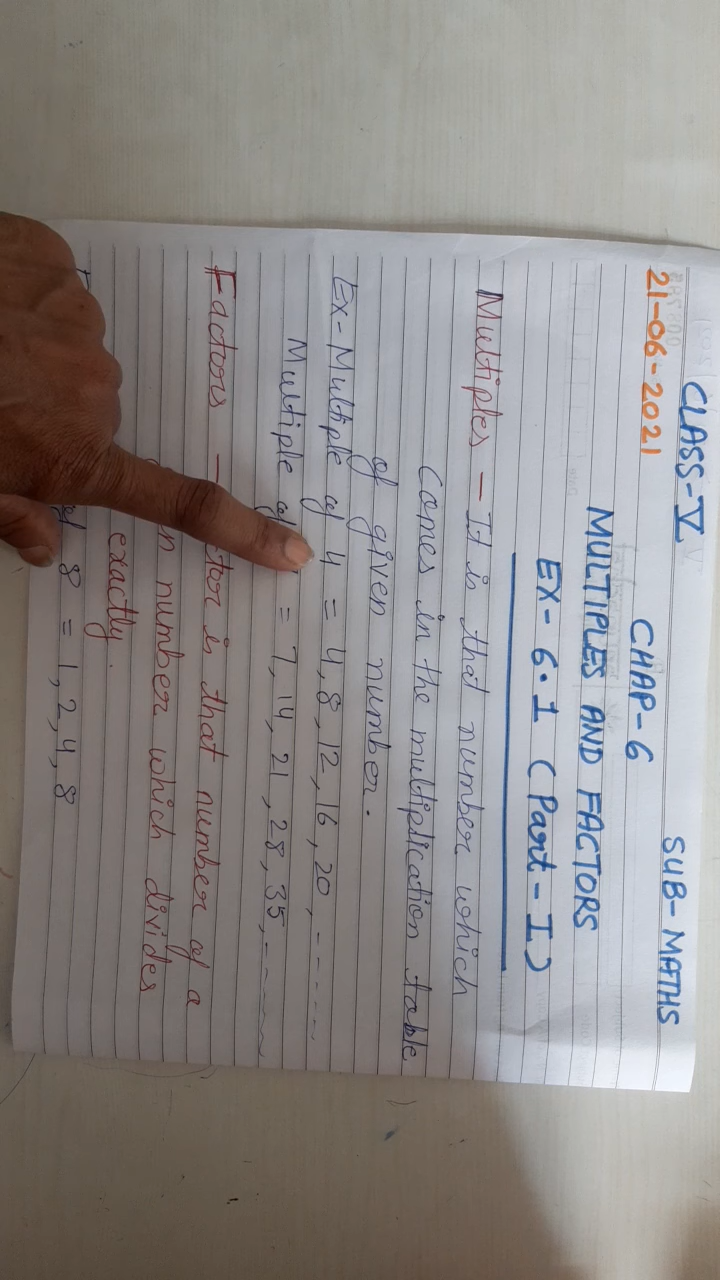 CLASS-V SUB-MATHS
21-06-2021 CHAP-6
MULTIPLES AND FACTORS
EX-6.1 (Part-I)
Multiples - It is that number which
comes in the multiplication table
of given number.
Ex-Multiple of 4 = 4, 8, 12, 16, 20, ------
Multiple of = 7, 14, 21, 28, 35, -----
Factors - is that number of a
number which divides
exactly.
of 8 = 1, 2, 4, 8